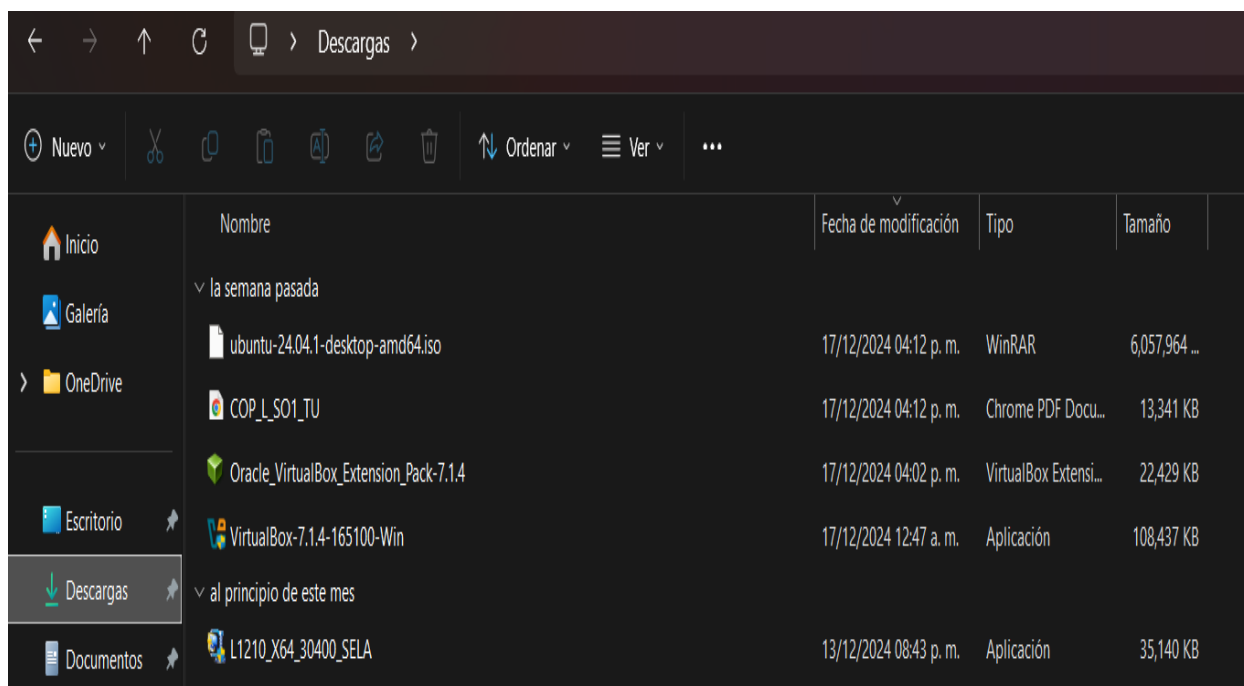 Descargas
Nuevo
Ordenar
Ver
Nombre Fecha de modificación Tipo Tamaño
Inicio
Galería
OneDrive
Escritorio
Descargas
Documentos
la semana pasada
ubuntu-24.04.1-desktop-amd64.iso 17/12/2024 04:12 p. m. WinRAR 6,057,964 ...
COP_L_SO1_TU 17/12/2024 04:12 p. m. Chrome PDF Docu... 13,341 KB
Oracle_VirtualBox_Extension_Pack-7.1.4 17/12/2024 04:02 p. m. VirtualBox Extensi... 22,429 KB
VirtualBox-7.1.4-165100-Win 17/12/2024 12:47 a. m. Aplicación 108,437 KB
al principio de este mes
L1210_X64_30400_SELA 13/12/2024 08:43 p. m. Aplicación 35,140 KB